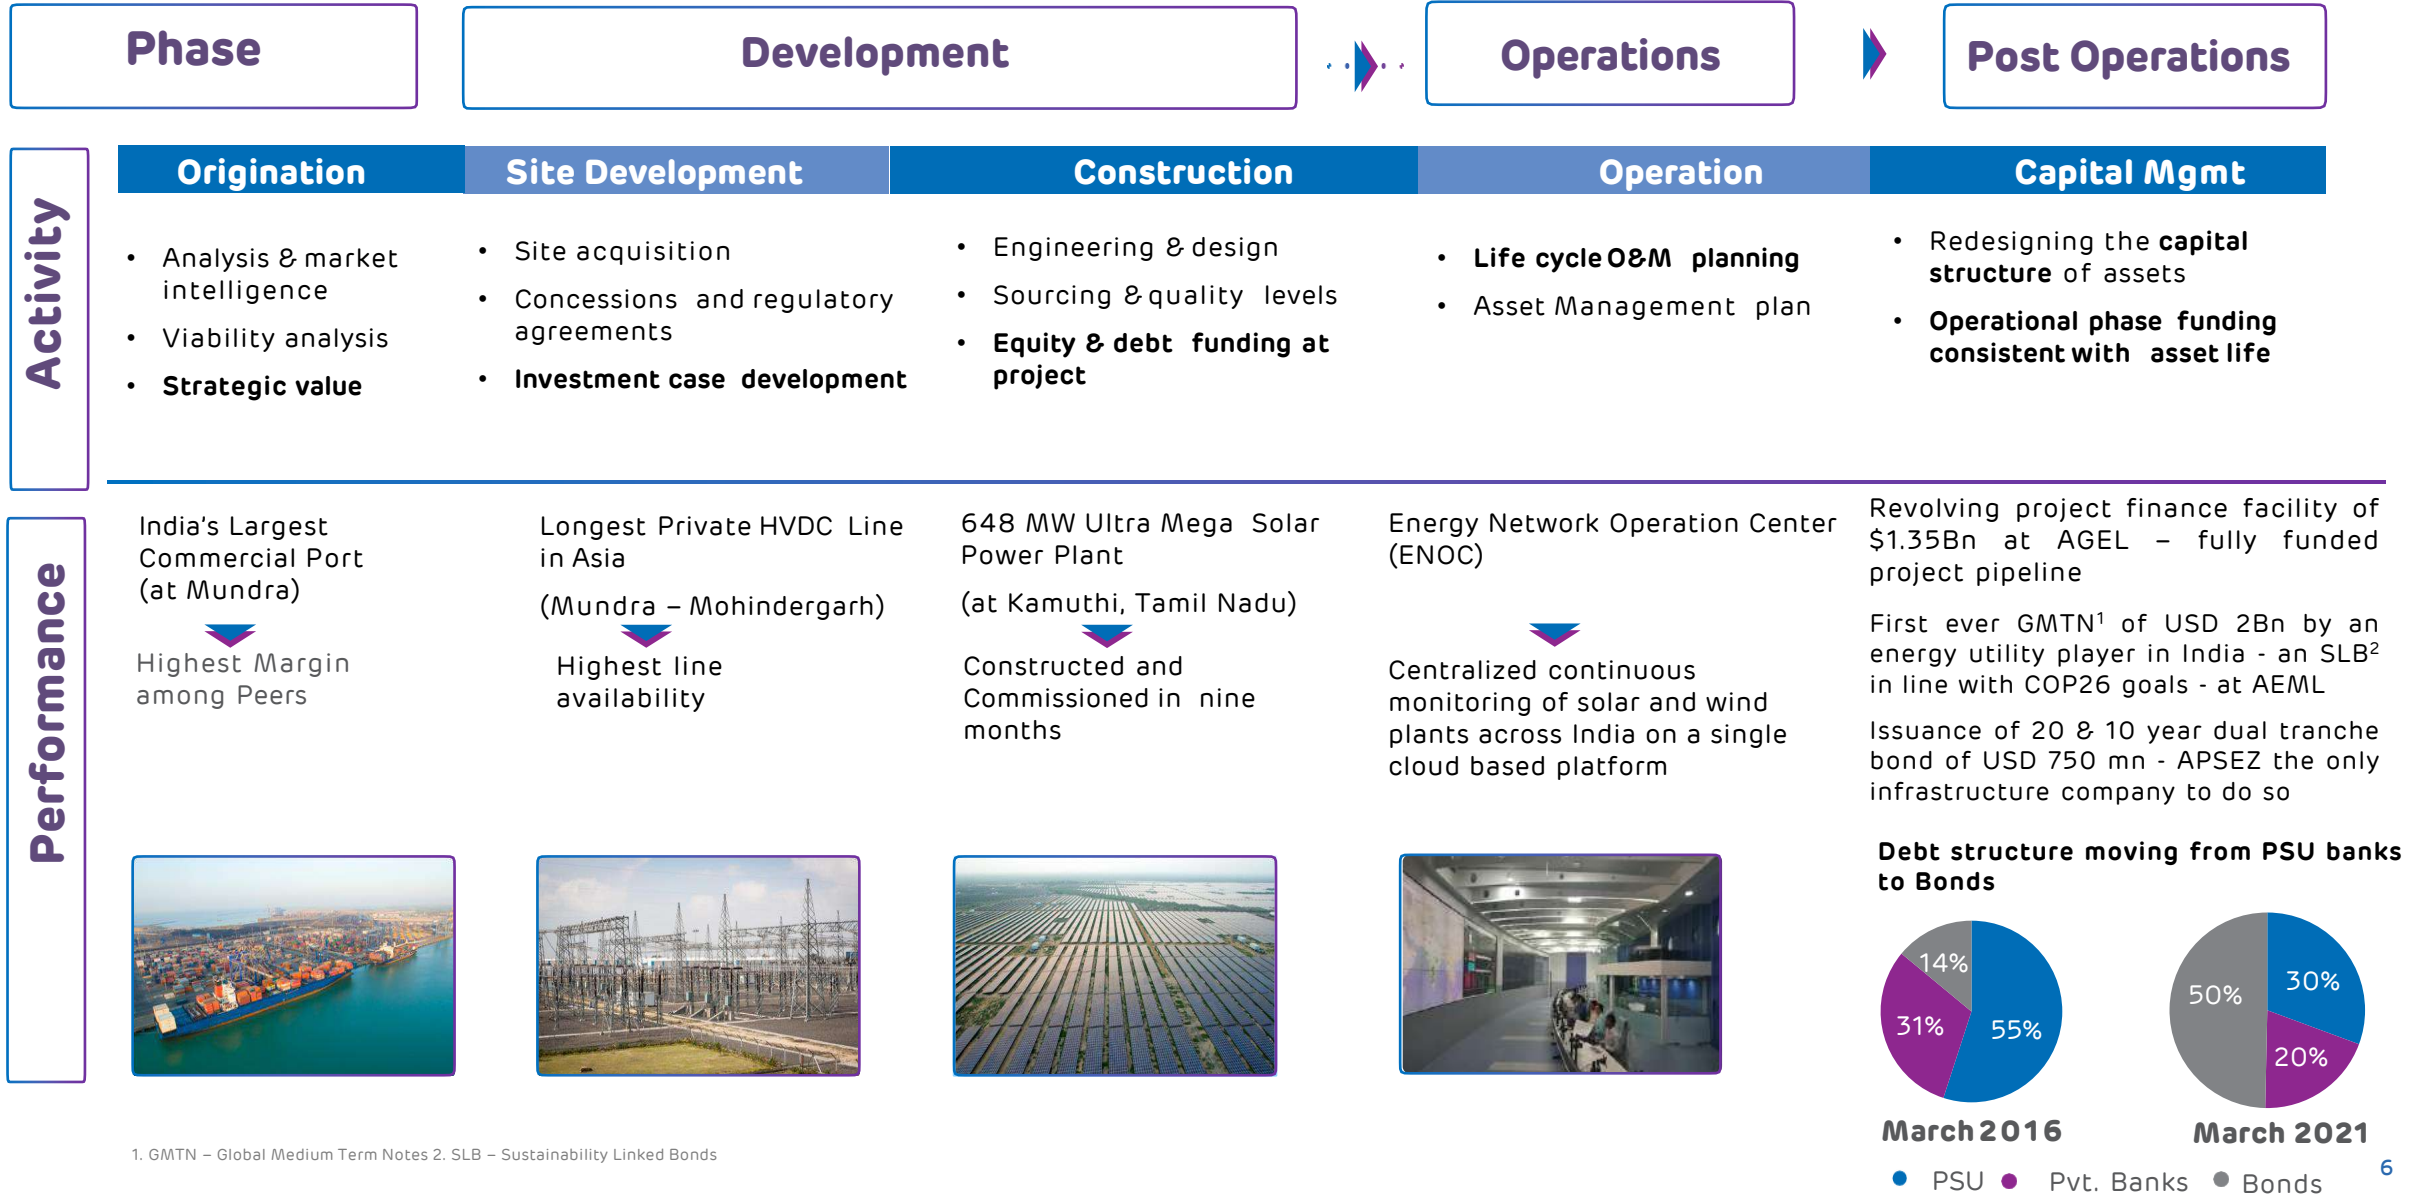 Phase
Development
Operations
Post Operations
Activity
Origination
Site Development
Construction
Operation
Capital Mgmt
• Analysis & market
intelligence
• Viability analysis
• Strategic value
• Site acquisition
• Concessions and regulatory
agreements
• Investment case development
• Engineering & design
• Sourcing & quality levels
• Equity & debt funding at
project
• Life cycle O&M planning
• Asset Management plan
• Redesigning the capital
structure of assets
• Operational phase funding
consistent with asset life
Performance
India's Largest
Commercial Port
(at Mundra)
Highest Margin
among Peers
Longest Private HVDC Line
in Asia
(Mundra – Mohindergarh)
Highest line
availability
648 MW Ultra Mega Solar
Power Plant
(at Kamuthi, Tamil Nadu)
Constructed and
Commissioned in nine
months
Energy Network Operation Center
(ENOC)
Centralized continuous
monitoring of solar and wind
plants across India on a single
cloud based platform
Revolving project finance facility of
$1.35Bn at AGEL – fully funded
project pipeline
First ever GMTN¹ of USD 2Bn by an
energy utility player in India - an SLB²
in line with COP26 goals - at AEML
Issuance of 20 & 10 year dual tranche
bond of USD 750 mn - APSEZ the only
infrastructure company to do so
Debt structure moving from PSU banks
to Bonds
14%
31%
55%
March 2016
50%
30%
20%
March 2021
PSU
Pvt. Banks
Bonds
1. GMTN – Global Medium Term Notes 2. SLB – Sustainability Linked Bonds
6